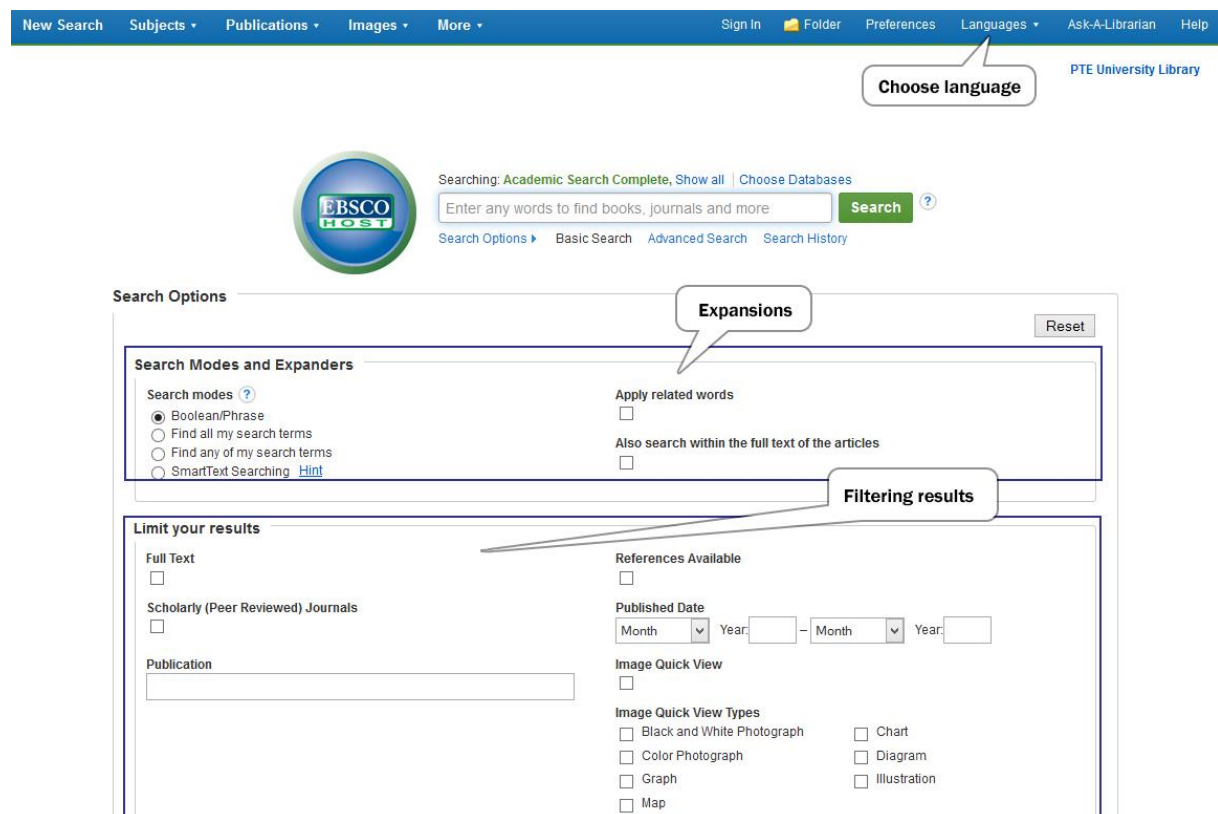 New Search Subjects Publications Images More Sign In Folder Preferences Languages Ask-A-Librarian Help
Choose language
PTE University Library
Searching: Academic Search Complete, Show all | Choose Databases
EBSCO
HOST
Enter any words to find books, journals and more Search ?
Search Options Basic Search Advanced Search Search History
Search Options
Expansions
Reset
Search Modes and Expanders
Search modes ?
Boolean/Phrase
Find all my search terms
Find any of my search terms
SmartText Searching Hint
Apply related words
Also search within the full text of the articles
Filtering results
Limit your results
Full Text
Scholarly (Peer Reviewed) Journals
Publication
References Available
Published Date
Month Year: – Month Year:
Image Quick View
Image Quick View Types
Black and White Photograph
Color Photograph
Graph
Map
Chart
Diagram
Illustration